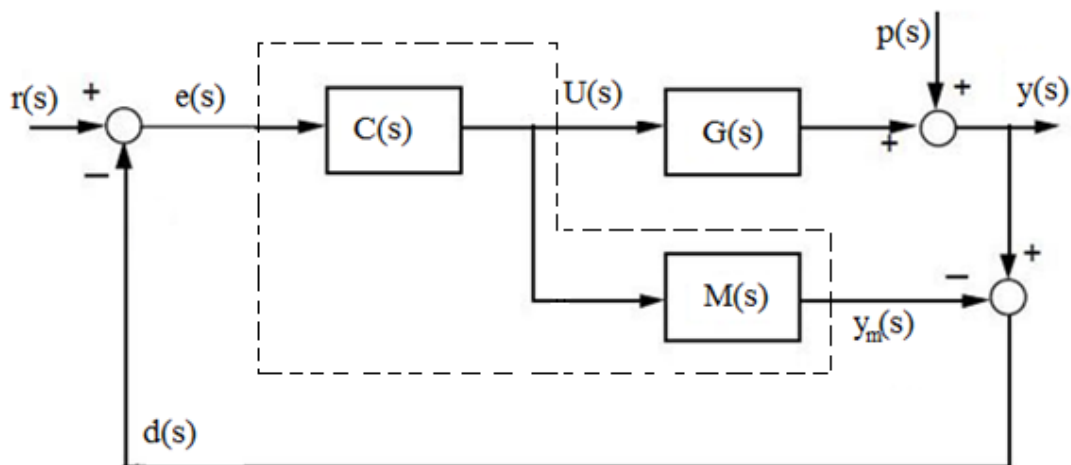 p(s)
r(s) + e(s) U(s) + y(s)
C(s) G(s)
− +
+
M(s) −
yₘ(s)
d(s)